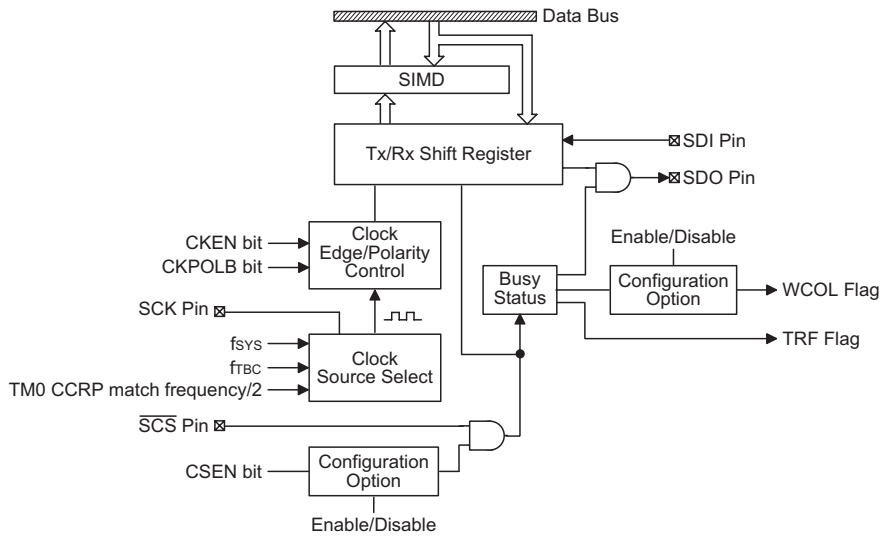 Data Bus
SIMD
Tx/Rx Shift Register
SDI Pin
SDO Pin
CKEN bit
CKPOLB bit
Clock
Edge/Polarity
Control
Enable/Disable
Busy
Status
Configuration
Option
WCOL Flag
SCK Pin
TRF Flag
fSYS
fTBC
TM0 CCRP match frequency/2
Clock
Source Select
SCS Pin
CSEN bit
Configuration
Option
Enable/Disable